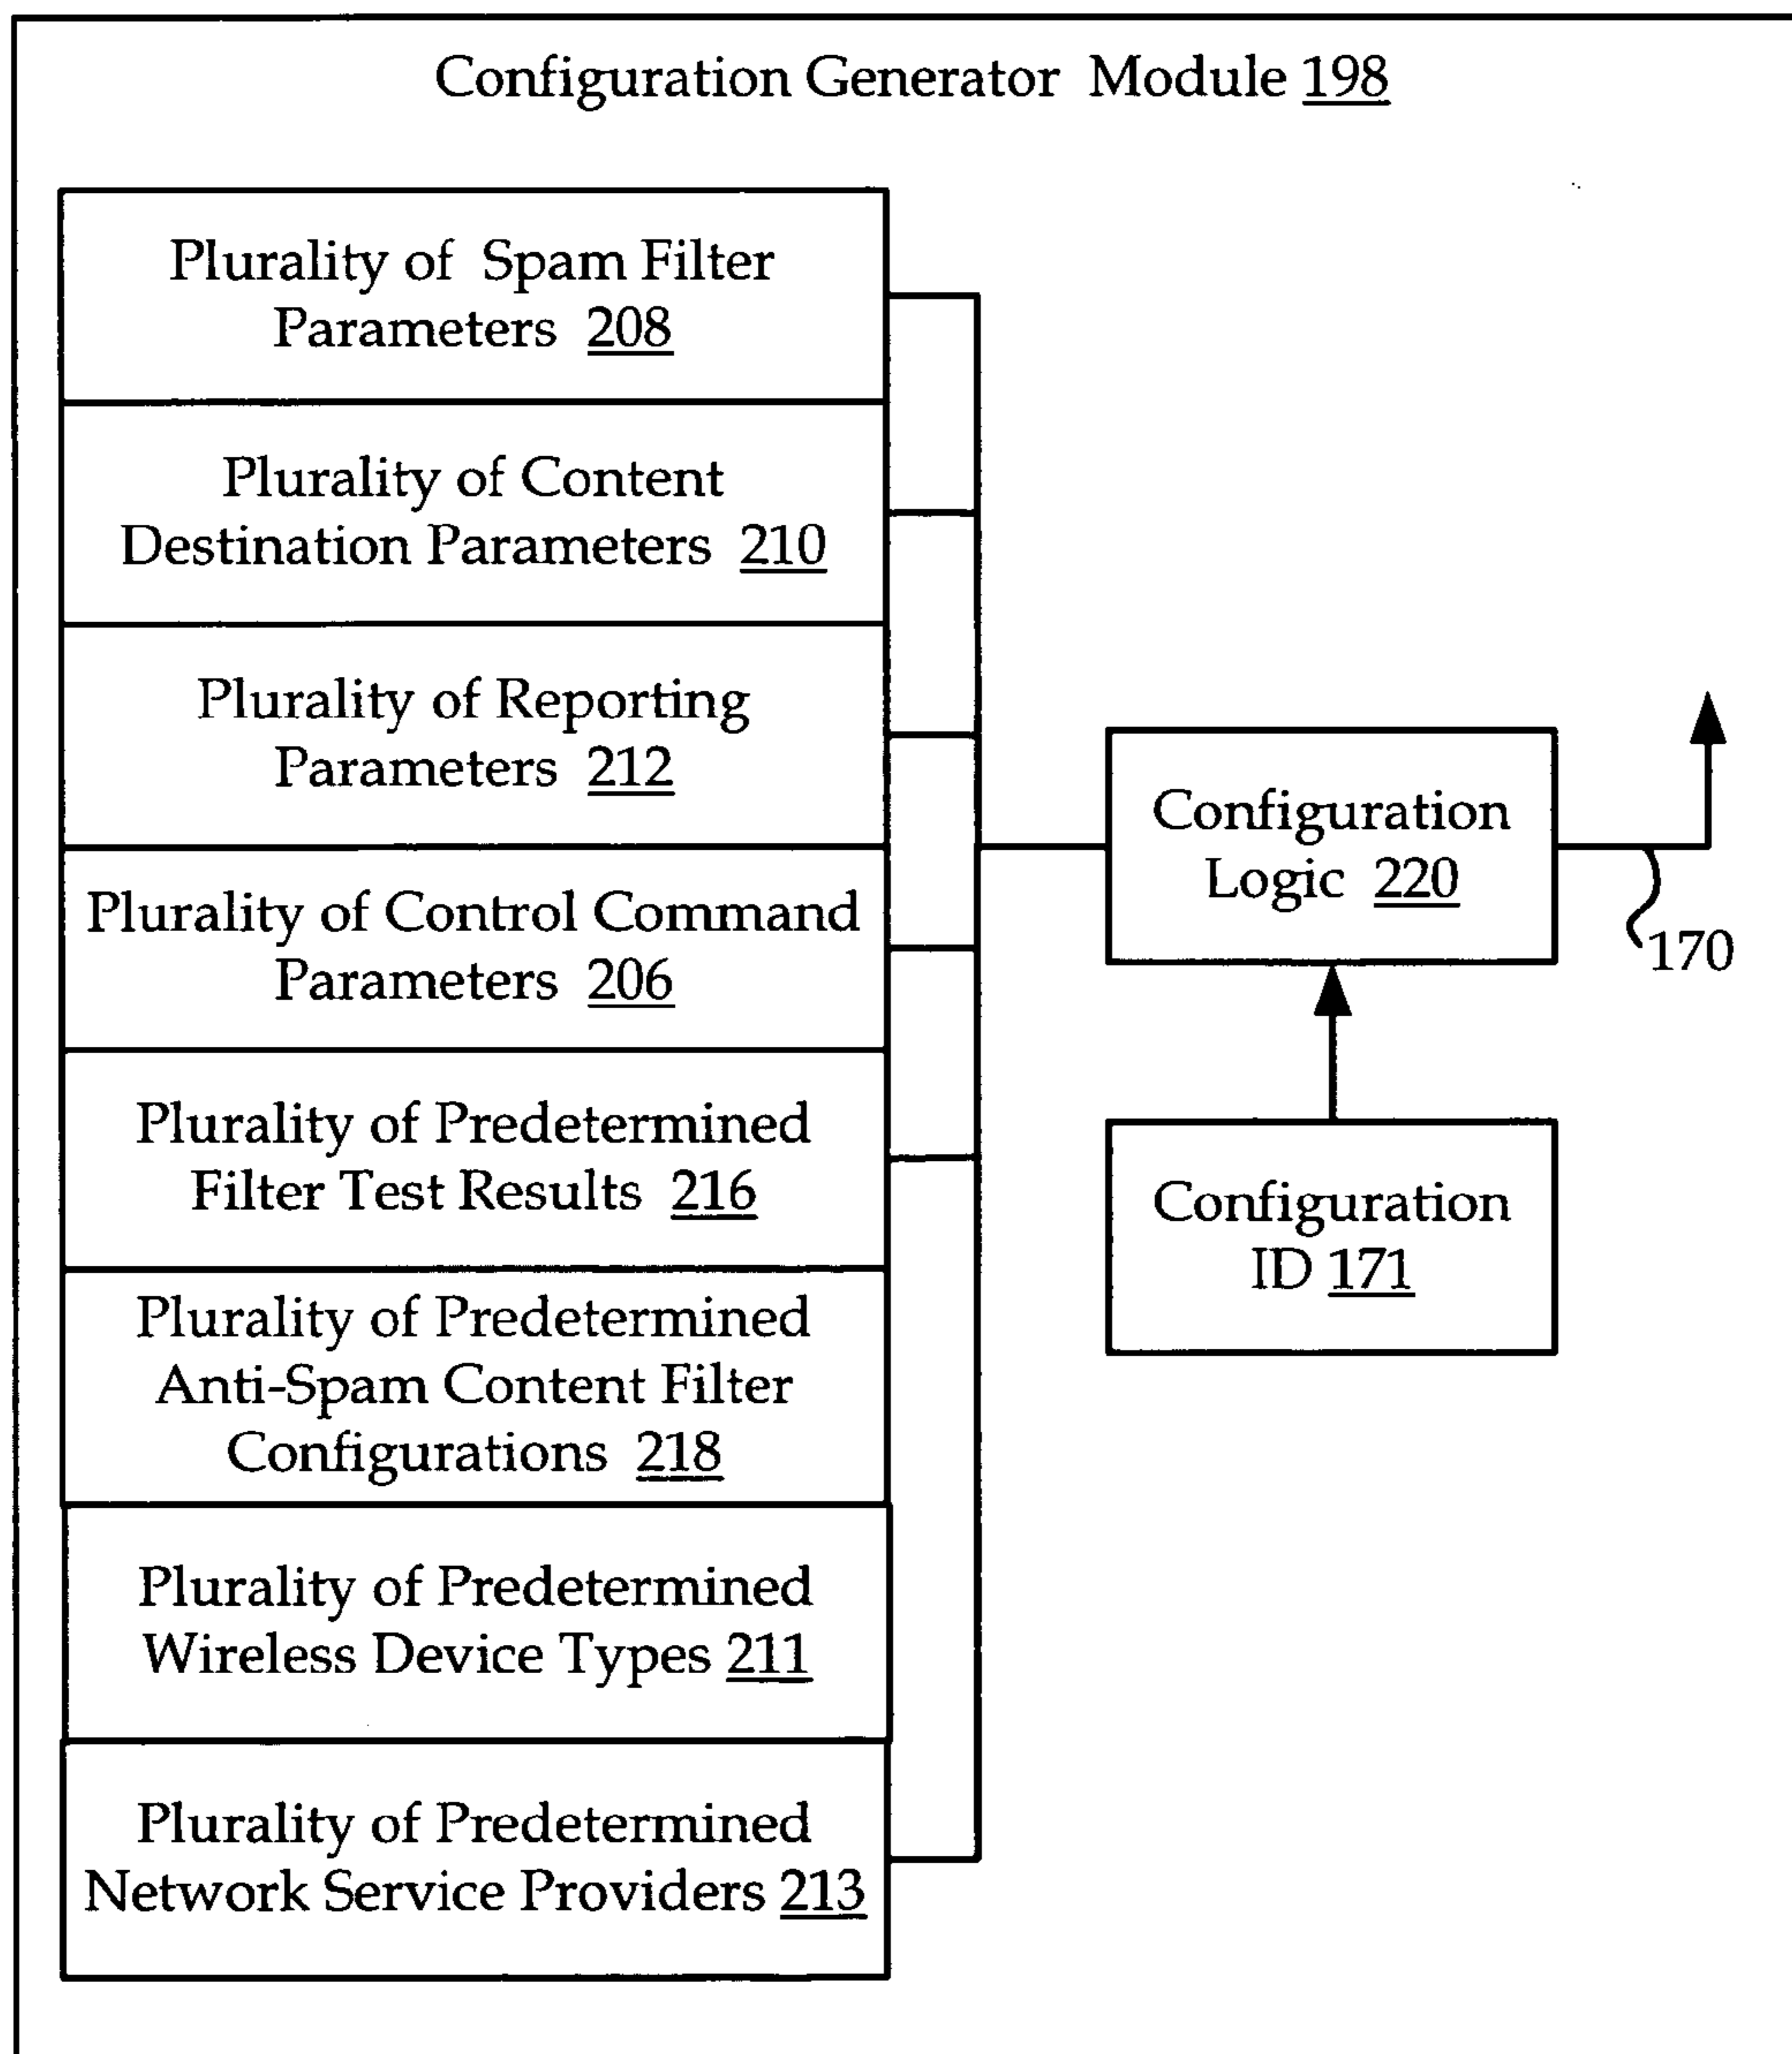 Configuration Generator Module 198
Plurality of Spam Filter
Parameters 208
Plurality of Content
Destination Parameters 210
Plurality of Reporting
Parameters 212
Plurality of Control Command
Parameters 206
Plurality of Predetermined
Filter Test Results 216
Plurality of Predetermined
Anti-Spam Content Filter
Configurations 218
Plurality of Predetermined
Wireless Device Types 211
Plurality of Predetermined
Network Service Providers 213
Configuration
Logic 220
170
Configuration
ID 171